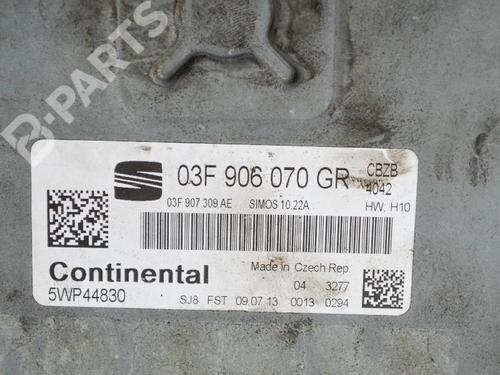 B-PARTS
03F 906 070 GR CBZB
4042
03F 907 309 AE SIMOS 10.22A HW: H10
Continental Made in Czech Rep.
5WP44830 04 3277
SJ8 FST 09.07.13 0013 0294